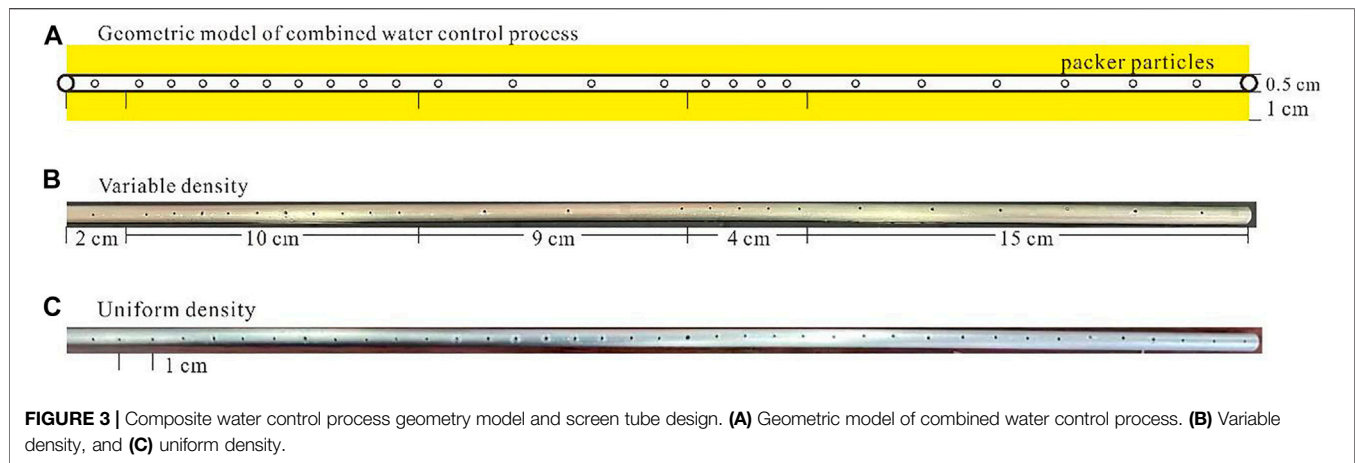 A
Geometric model of combined water control process
packer particles
0.5 cm
1 cm
B
Variable density
2 cm
10 cm
9 cm
4 cm
15 cm
C
Uniform density
1 cm
FIGURE 3 | Composite water control process geometry model and screen tube design. (A) Geometric model of combined water control process. (B) Variable
density, and (C) uniform density.